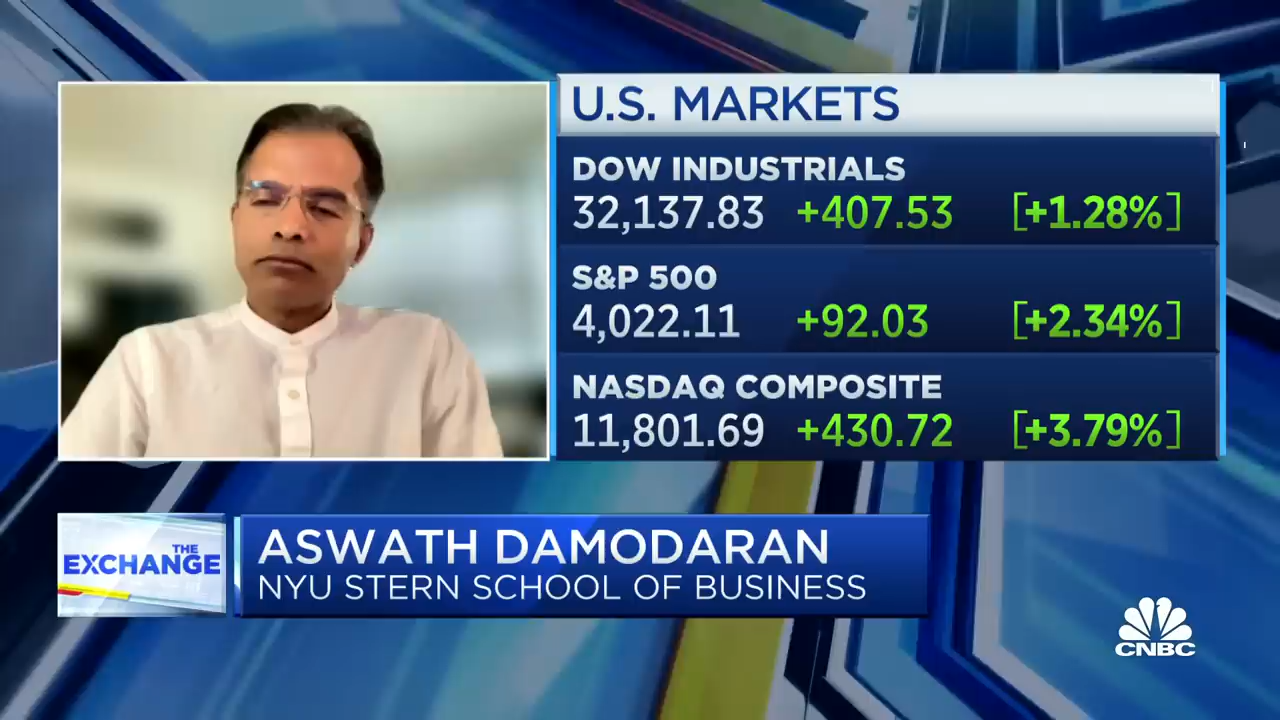 U.S. MARKETS
DOW INDUSTRIALS
32,137.83 +407.53 [+1.28%]
S&P 500
4,022.11 +92.03 [+2.34%]
NASDAQ COMPOSITE
11,801.69 +430.72 [+3.79%]
THE
EXCHANGE
ASWATH DAMODARAN
NYU STERN SCHOOL OF BUSINESS
CNBC